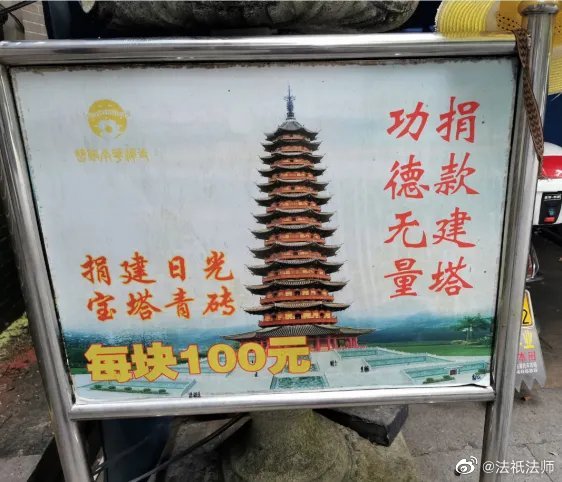 捐款建塔
功德无量
捐建日光
宝塔青砖
每块100元
@法祇法师